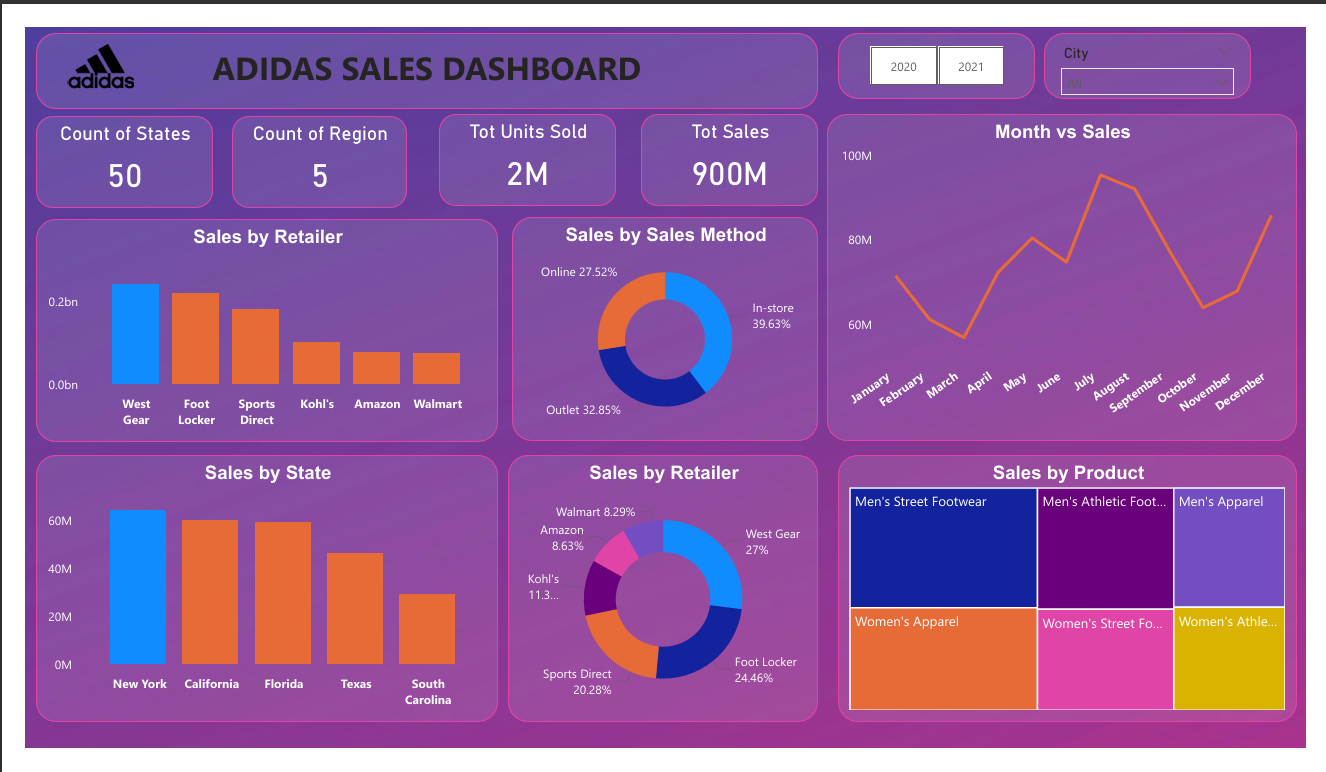 adidas
ADIDAS SALES DASHBOARD
2020
2021
City
All
Count of States
50
Count of Region
5
Tot Units Sold
2M
Tot Sales
900M
Month vs Sales
100M
80M
60M
January
February
March
April
May
June
July
August
September
October
November
December
Sales by Retailer
0.2bn
0.0bn
West
Gear
Foot
Locker
Sports
Direct
Kohl's
Amazon
Walmart
Sales by Sales Method
Online 27.52%
In-store
39.63%
Outlet 32.85%
Sales by State
60M
40M
20M
0M
New York
California
Florida
Texas
South
Carolina
Sales by Retailer
Walmart 8.29%
Amazon
8.63%
Kohl's
11.3...
Sports Direct
20.28%
West Gear
27%
Foot Locker
24.46%
Sales by Product
Men's Street Footwear
Men's Athletic Foot...
Men's Apparel
Women's Apparel
Women's Street Fo...
Women's Athle...